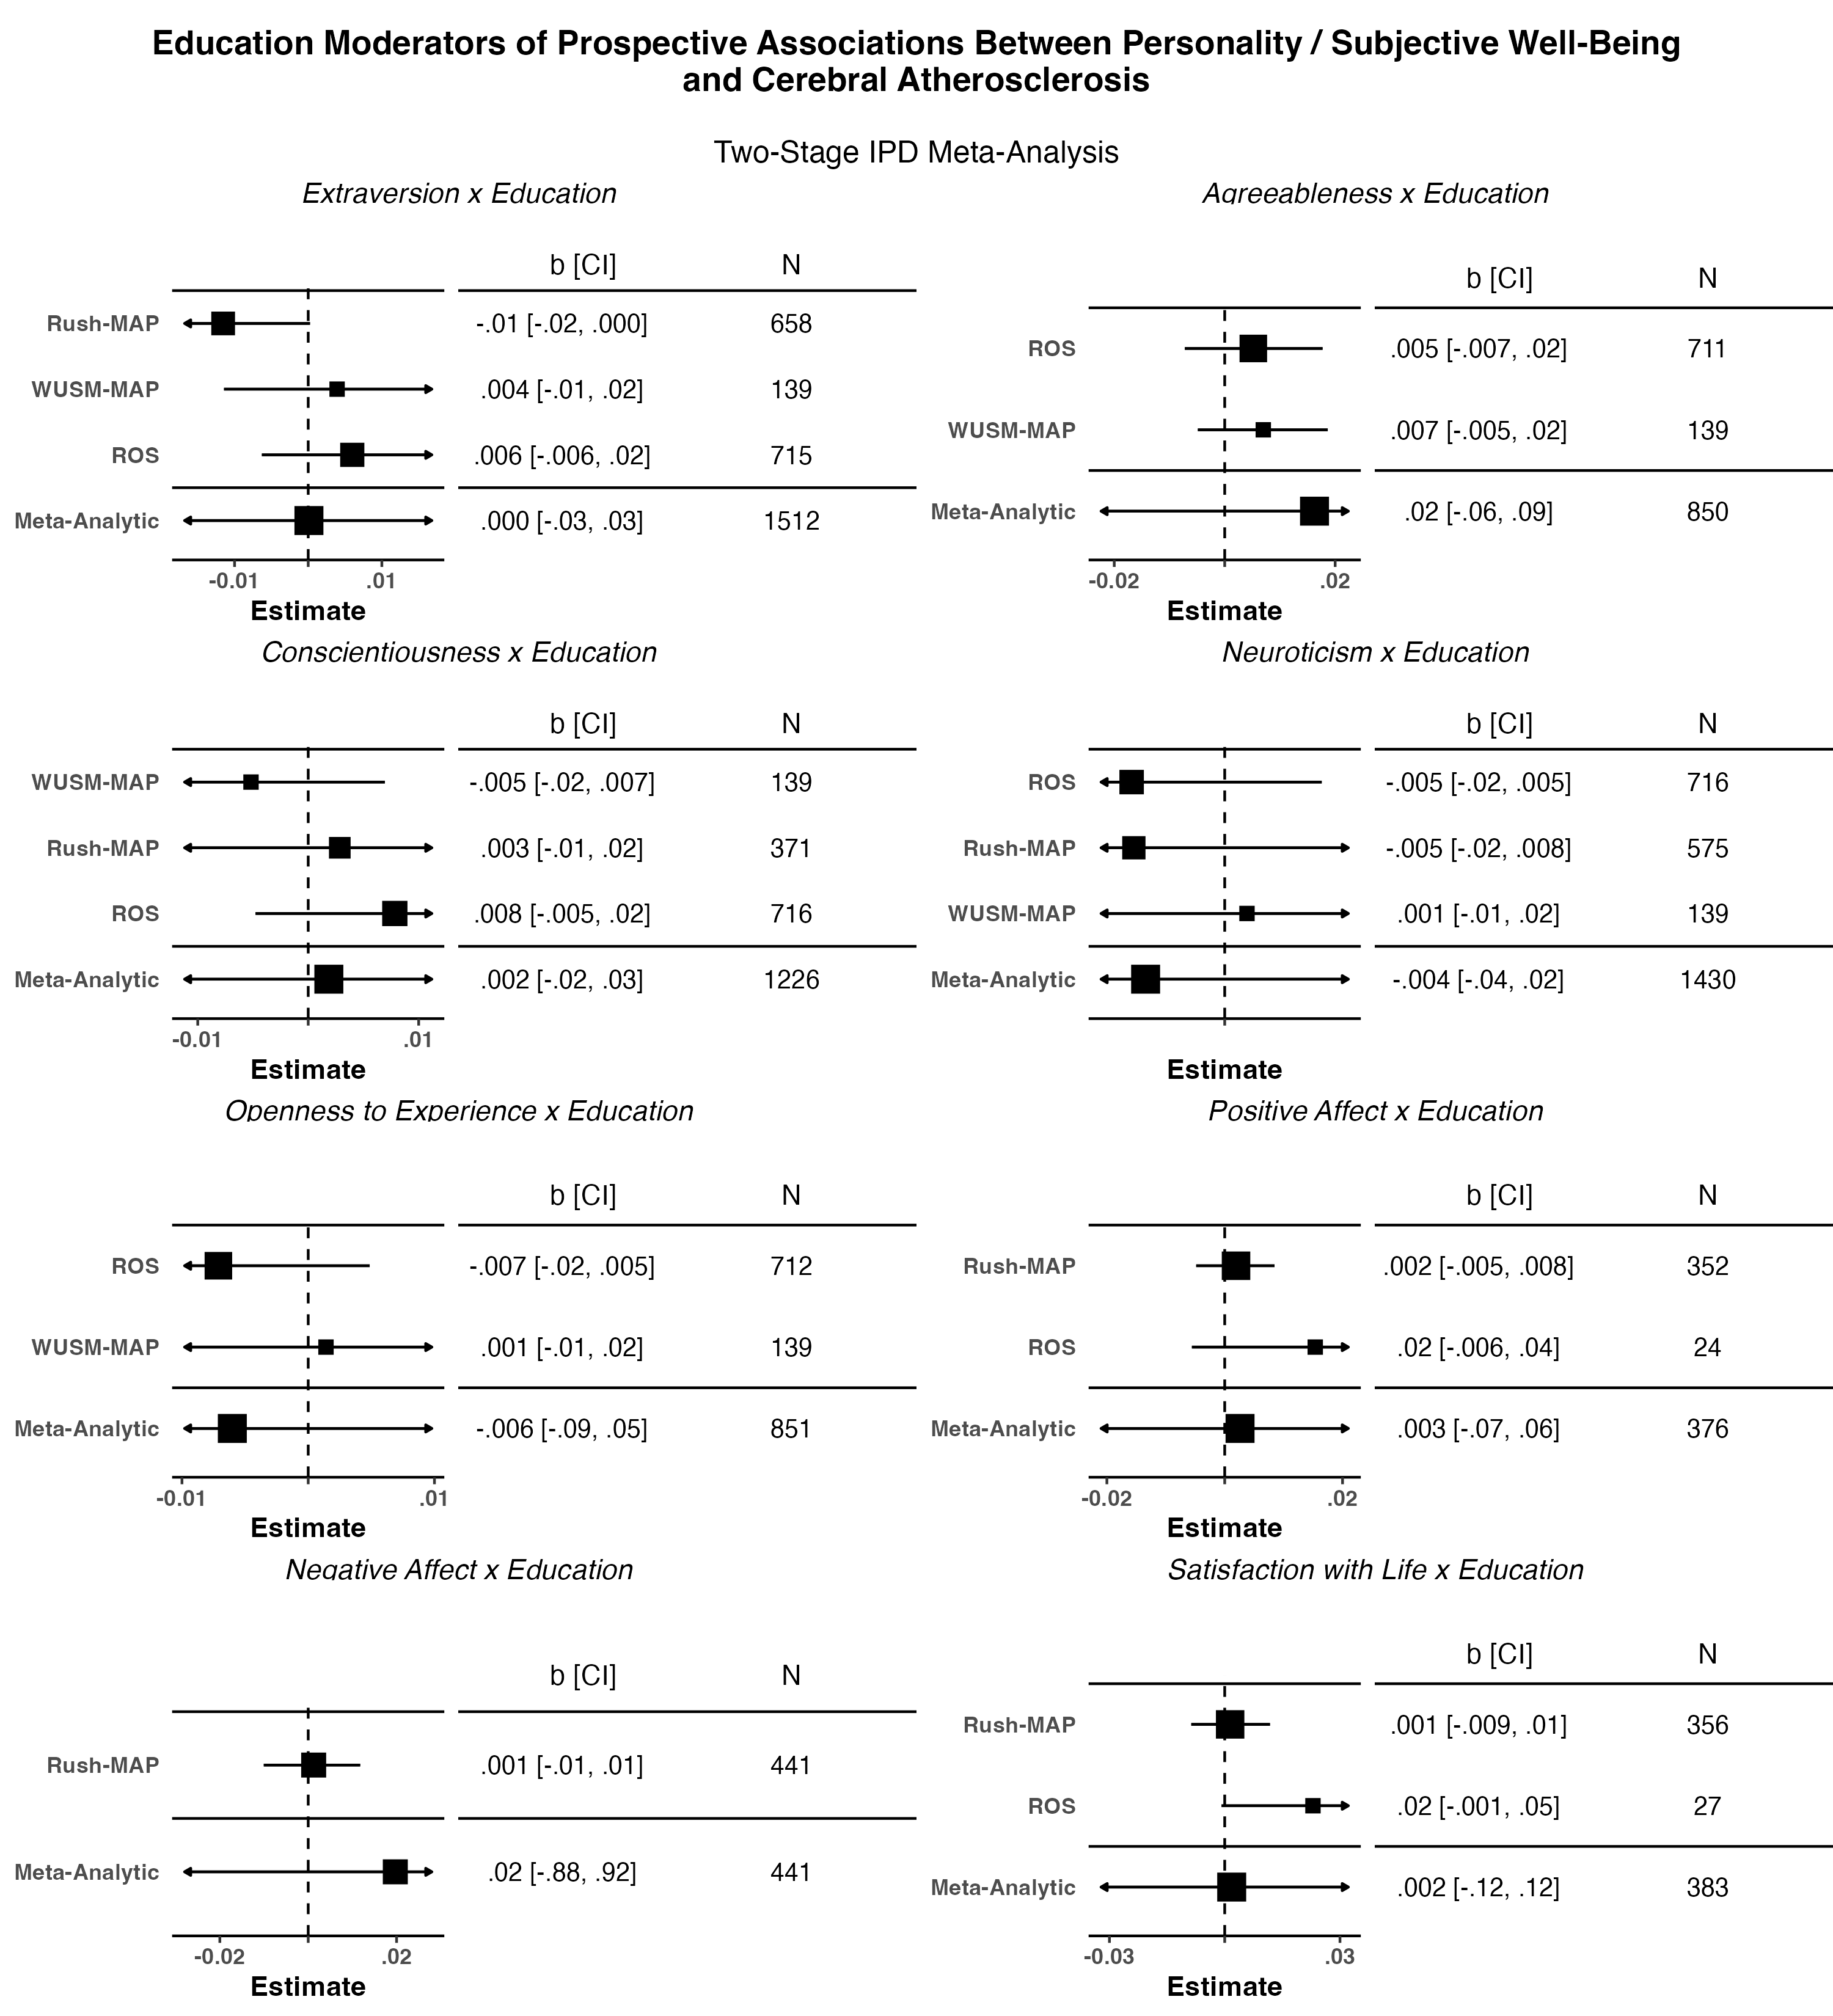 Education Moderators of Prospective Associations Between Personality / Subjective Well-Being
and Cerebral Atherosclerosis
Two-Stage IPD Meta-Analysis
Extraversion x Education
b [CI] N
Rush-MAP -.01 [-.02, .000] 658
WUSM-MAP .004 [-.01, .02] 139
ROS .006 [-.006, .02] 715
Meta-Analytic .000 [-.03, .03] 1512
-0.01 .01
Estimate
Agreeableness x Education
b [CI] N
ROS .005 [-.007, .02] 711
WUSM-MAP .007 [-.005, .02] 139
Meta-Analytic .02 [-.06, .09] 850
-0.02 .02
Estimate
Conscientiousness x Education
b [CI] N
WUSM-MAP -.005 [-.02, .007] 139
Rush-MAP .003 [-.01, .02] 371
ROS .008 [-.005, .02] 716
Meta-Analytic .002 [-.02, .03] 1226
-0.01 .01
Estimate
Neuroticism x Education
b [CI] N
ROS -.005 [-.02, .005] 716
Rush-MAP -.005 [-.02, .008] 575
WUSM-MAP .001 [-.01, .02] 139
Meta-Analytic -.004 [-.04, .02] 1430
Estimate
Openness to Experience x Education
b [CI] N
ROS -.007 [-.02, .005] 712
WUSM-MAP .001 [-.01, .02] 139
Meta-Analytic -.006 [-.09, .05] 851
-0.01 .01
Estimate
Positive Affect x Education
b [CI] N
Rush-MAP .002 [-.005, .008] 352
ROS .02 [-.006, .04] 24
Meta-Analytic .003 [-.07, .06] 376
-0.02 .02
Estimate
Negative Affect x Education
b [CI] N
Rush-MAP .001 [-.01, .01] 441
Meta-Analytic .02 [-.88, .92] 441
-0.02 .02
Estimate
Satisfaction with Life x Education
b [CI] N
Rush-MAP .001 [-.009, .01] 356
ROS .02 [-.001, .05] 27
Meta-Analytic .002 [-.12, .12] 383
-0.03 .03
Estimate